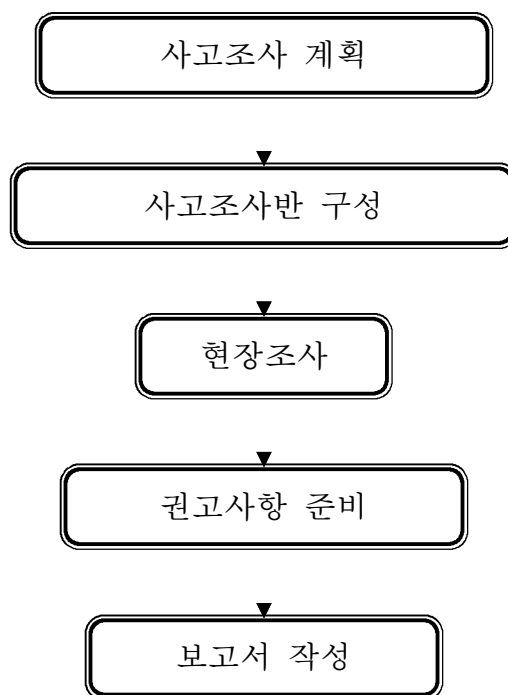 사고조사 계획
사고조사반 구성
현장조사
권고사항 준비
보고서 작성